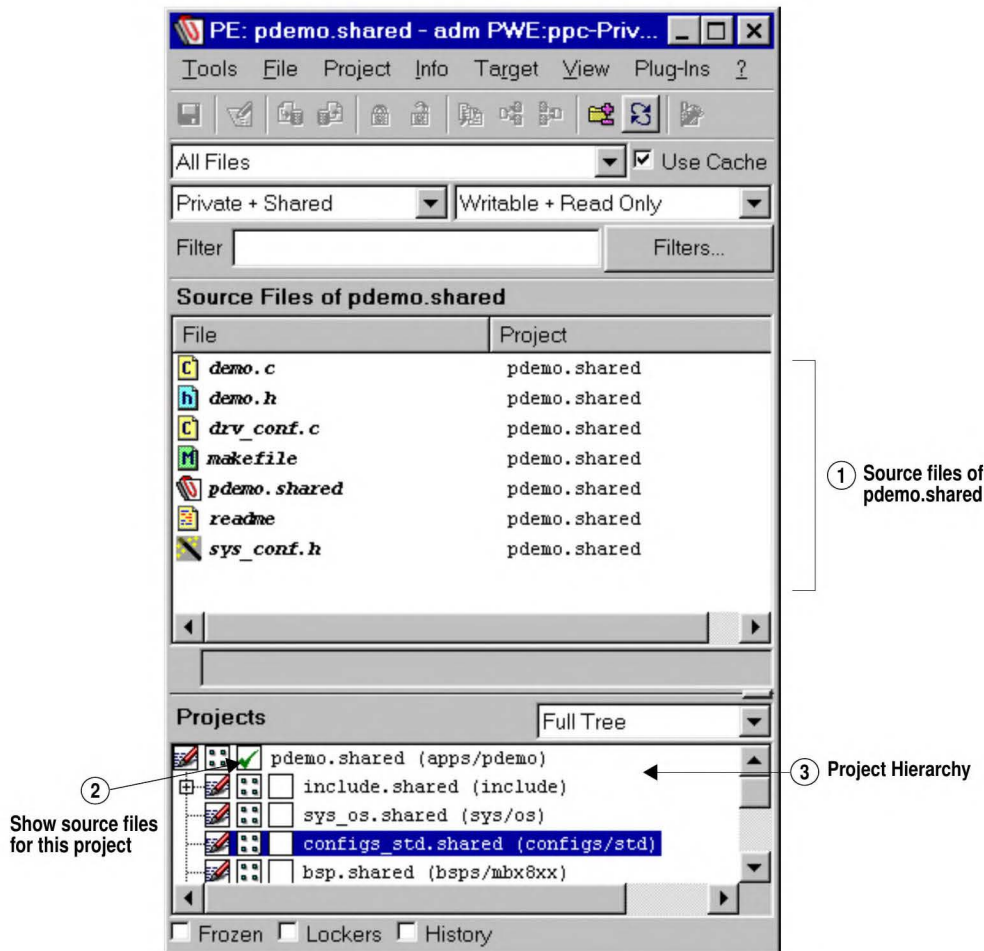 PE: pdemo.shared - adm PWE:ppc-Priv...
Tools File Project Info Target View Plug-Ins ?
All Files Use Cache
Private + Shared Writable + Read Only
Filter Filters...
Source Files of pdemo.shared
File Project
demo.c pdemo.shared
demo.h pdemo.shared
drv_conf.c pdemo.shared
makefile pdemo.shared
pdemo.shared pdemo.shared
readme pdemo.shared
sys_conf.h pdemo.shared
1 Source files of
pdemo.shared
Projects Full Tree
pdemo.shared (apps/pdemo)
include.shared (include)
sys_os.shared (sys/os)
configs_std.shared (configs/std)
bsp.shared (bsps/mbx8xx)
2
Show source files
for this project
3 Project Hierarchy
Frozen Lockers History